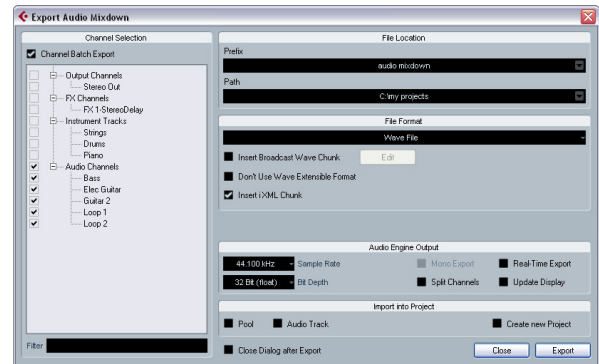 Export Audio Mixdown
Channel Selection
Channel Batch Export
Output Channels
Stereo Out
FX Channels
FX 1-StereoDelay
Instrument Tracks
Strings
Drums
Piano
Audio Channels
Bass
Elec Guitar
Guitar 2
Loop 1
Loop 2
Filter
File Location
Prefix
audio mixdown
Path
C:\my projects
File Format
Wave File
Insert Broadcast Wave Chunk
Edit
Don't Use Wave Extensible Format
Insert iXML Chunk
Audio Engine Output
44.100 kHz Sample Rate Mono Export Real-Time Export
32 Bit (float) Bit Depth Split Channels Update Display
Import into Project
Pool Audio Track Create new Project
Close Dialog after Export Close Export